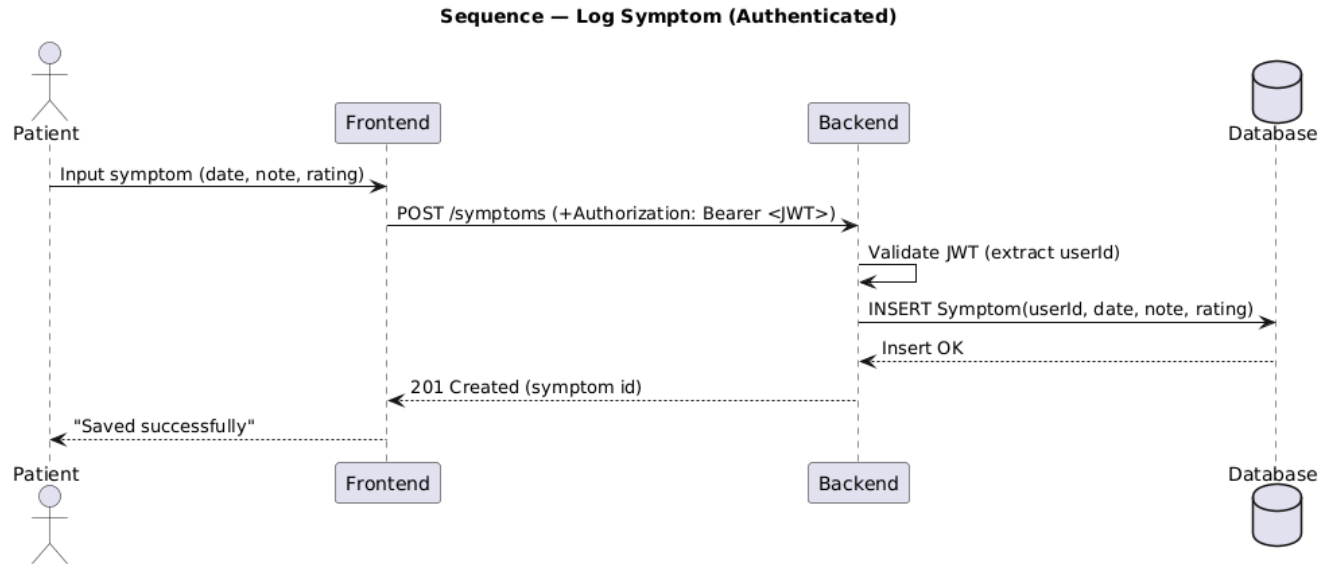 Sequence — Log Symptom (Authenticated)
Patient
Frontend
Backend
Database
Input symptom (date, note, rating)
POST /symptoms (+Authorization: Bearer <JWT>)
Validate JWT (extract userId)
INSERT Symptom(userId, date, note, rating)
Insert OK
201 Created (symptom id)
"Saved successfully"
Patient
Frontend
Backend
Database